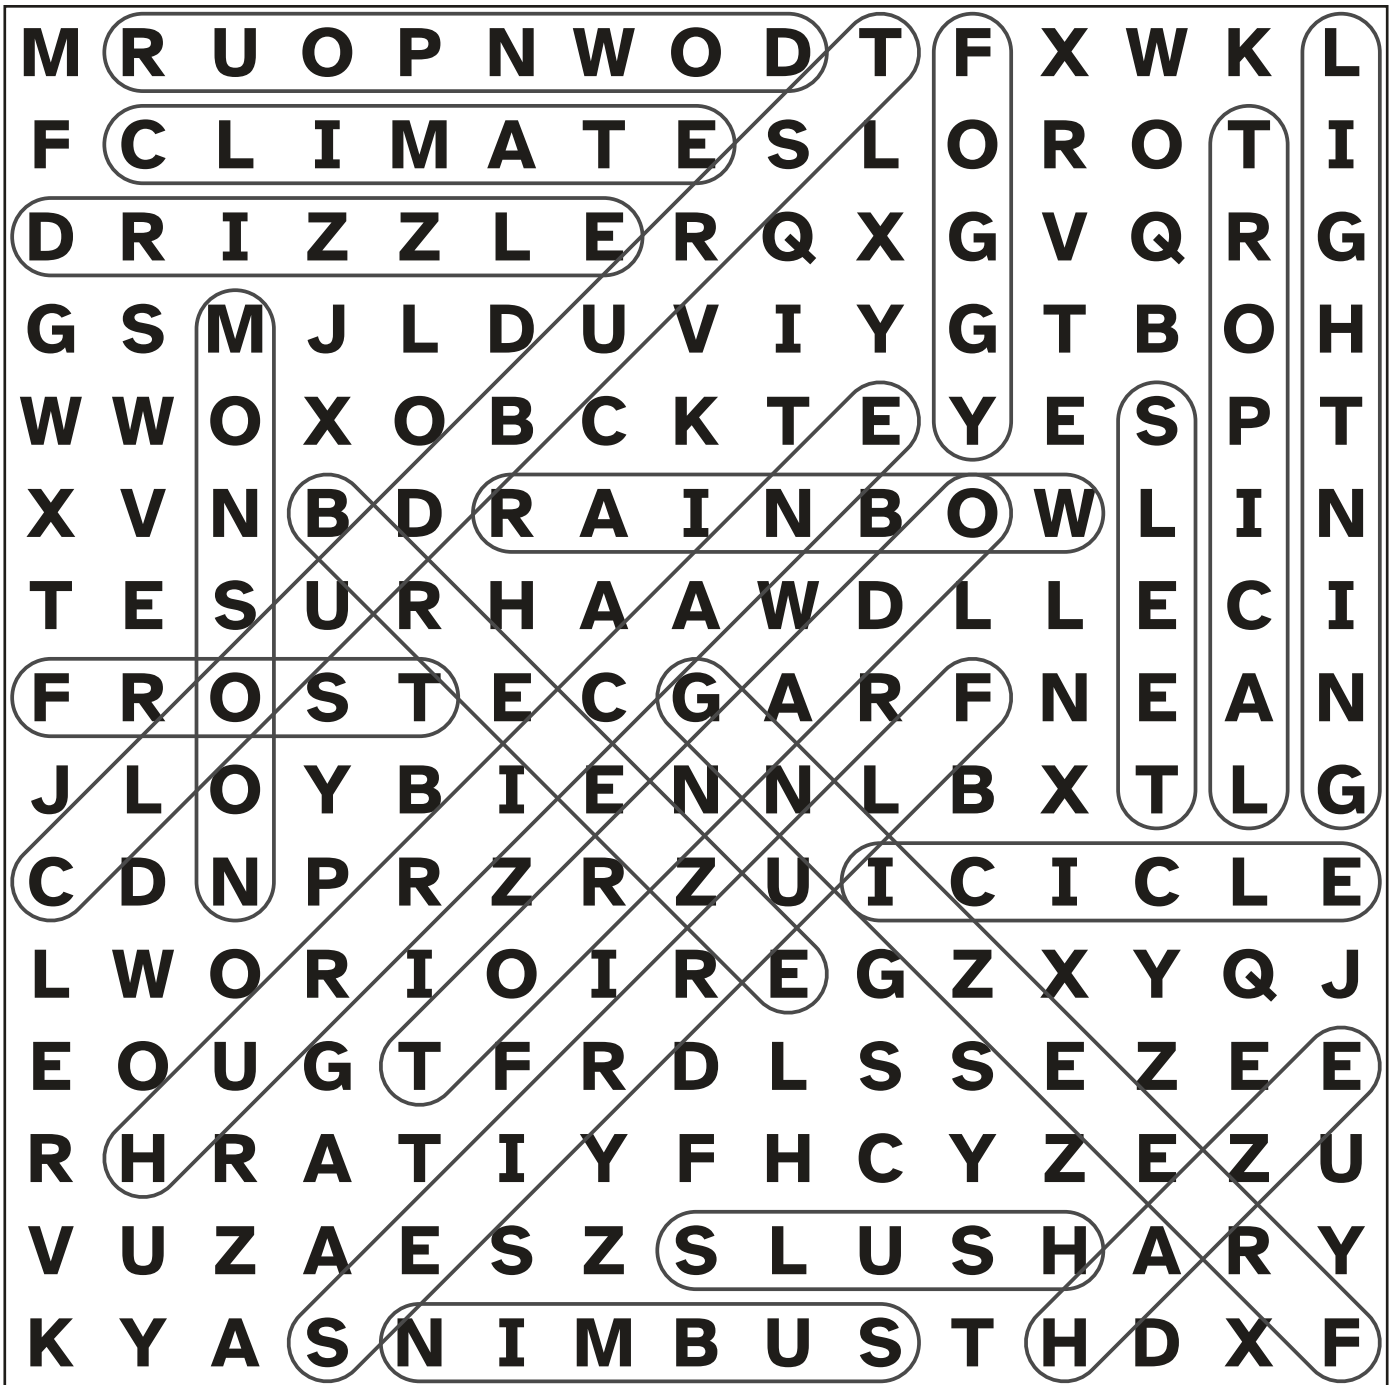 M R U O P N W O D T F X W K L
F C L I M A T E S L O R O T I
D R I Z Z L E R Q X G V Q R G
G S M J L D U V I Y G T B O H
W W O X O B C K T E Y E S P T
X V N B D R A I N B O W L I N
T E S U R H A A W D L L E C I
F R O S T E C G A R F N E A N
J L O Y B I E N N L B X T L G
C D N P R Z R Z U I C I C L E
L W O R I O I R E G Z X Y Q J
E O U G T F R D L S S E Z E E
R H R A T I Y F H C Y Z E Z U
V U Z A E S Z S L U S H A R Y
K Y A S N I M B U S T H D X F